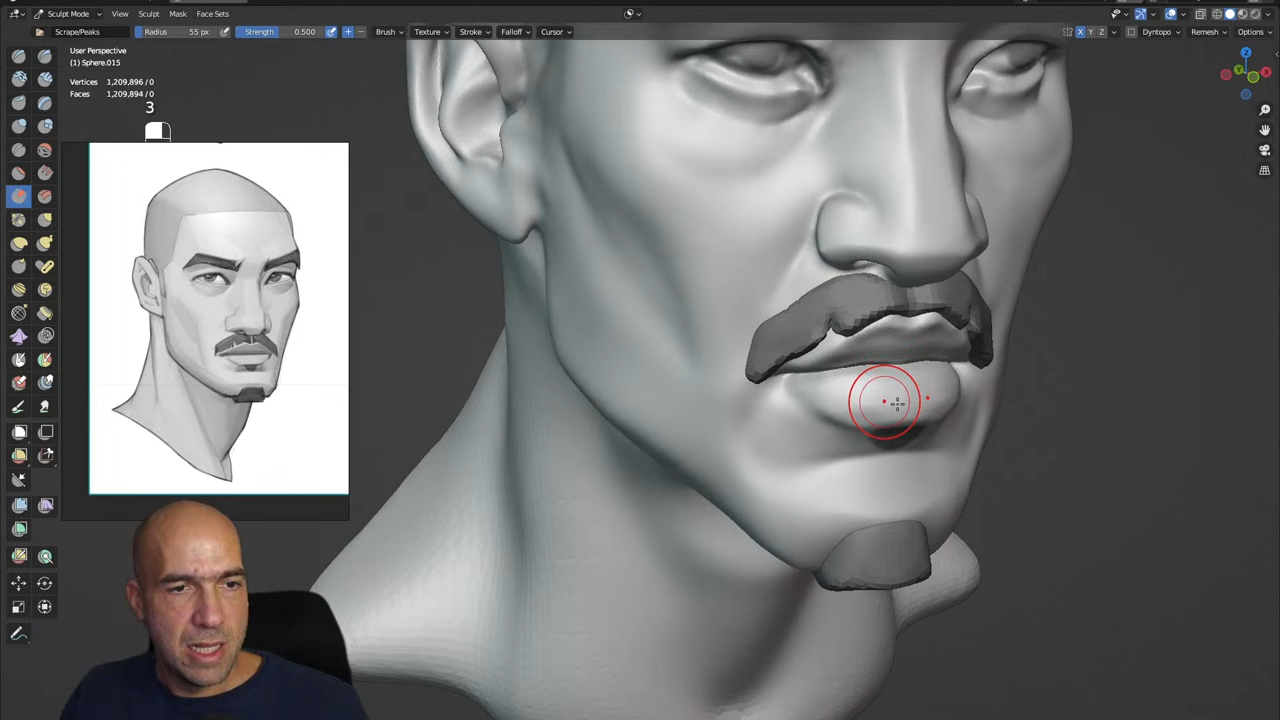 Sculpt Mode View Sculpt Mask Face Sets
Scrape/Peaks Radius 55 px Strength 0.500 Brush Texture Stroke Falloff Cursor X Y Z Dyntopo Remesh Options
User Perspective
(1) Sphere.015
Vertices 1,209,896 / 0
Faces 1,209,894 / 0
3
Z
Y X